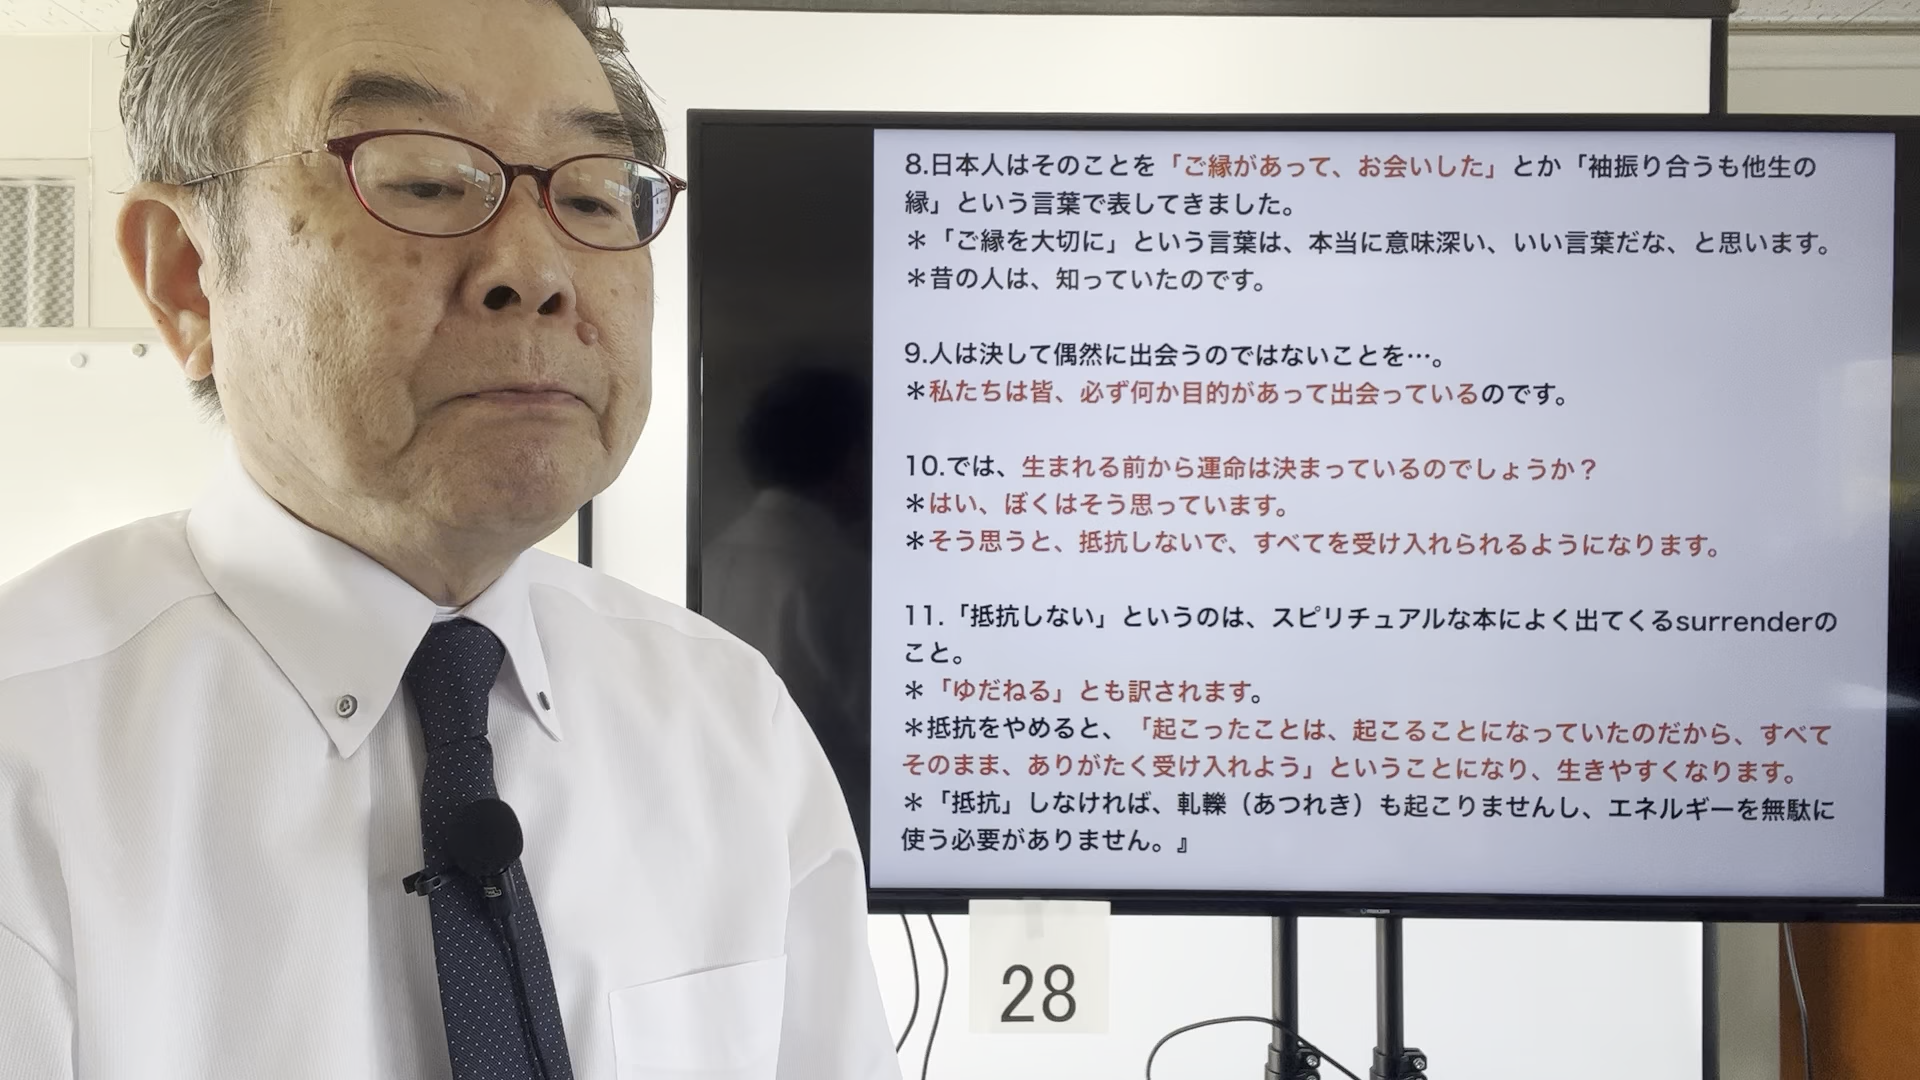 8.日本人はそのことを「ご縁があって、お会いした」とか「袖振り合うも他生の
縁」という言葉で表してきました。
＊「ご縁を大切に」という言葉は、本当に意味深い、いい言葉だな、と思います。
＊昔の人は、知っていたのです。
9.人は決して偶然に出会うのではないことを…。
＊私たちは皆、必ず何か目的があって出会っているのです。
10.では、生まれる前から運命は決まっているのでしょうか？
＊はい、ぼくはそう思っています。
＊そう思うと、抵抗しないで、すべてを受け入れられるようになります。
11.「抵抗しない」というのは、スピリチュアルな本によく出てくるsurrenderの
こと。
＊「ゆだねる」とも訳されます。
＊抵抗をやめると、「起こったことは、起こることになっていたのだから、すべて
そのまま、ありがたく受け入れよう」ということになり、生きやすくなります。
＊「抵抗」しなければ、軋轢（あつれき）も起こりませんし、エネルギーを無駄に
使う必要がありません。』
28